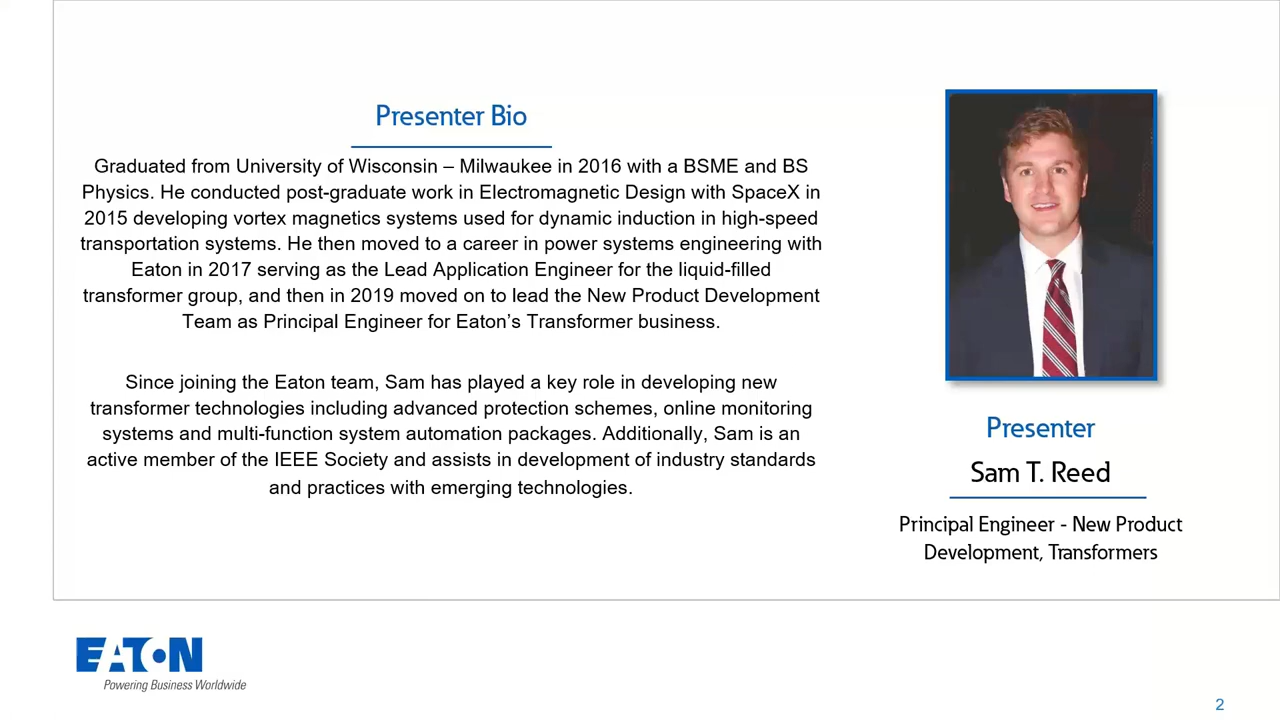 Presenter Bio
Graduated from University of Wisconsin – Milwaukee in 2016 with a BSME and BS
Physics. He conducted post-graduate work in Electromagnetic Design with SpaceX in
2015 developing vortex magnetics systems used for dynamic induction in high-speed
transportation systems. He then moved to a career in power systems engineering with
Eaton in 2017 serving as the Lead Application Engineer for the liquid-filled
transformer group, and then in 2019 moved on to lead the New Product Development
Team as Principal Engineer for Eaton’s Transformer business.
Since joining the Eaton team, Sam has played a key role in developing new
transformer technologies including advanced protection schemes, online monitoring
systems and multi-function system automation packages. Additionally, Sam is an
active member of the IEEE Society and assists in development of industry standards
and practices with emerging technologies.
Presenter
Sam T. Reed
Principal Engineer - New Product
Development, Transformers
EATON
Powering Business Worldwide
2